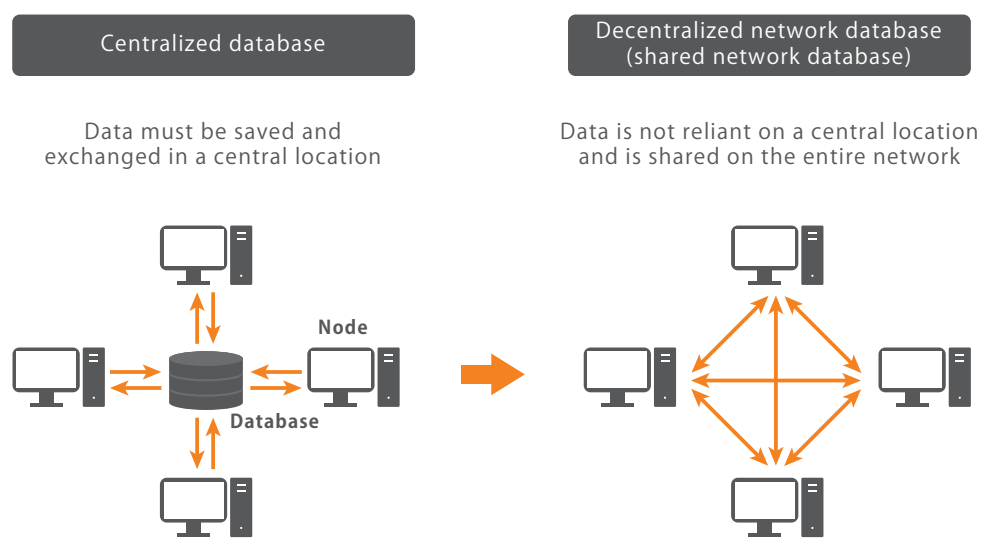 Centralized database
Decentralized network database
(shared network database)
Data must be saved and
exchanged in a central location
Data is not reliant on a central location
and is shared on the entire network
Node
Database